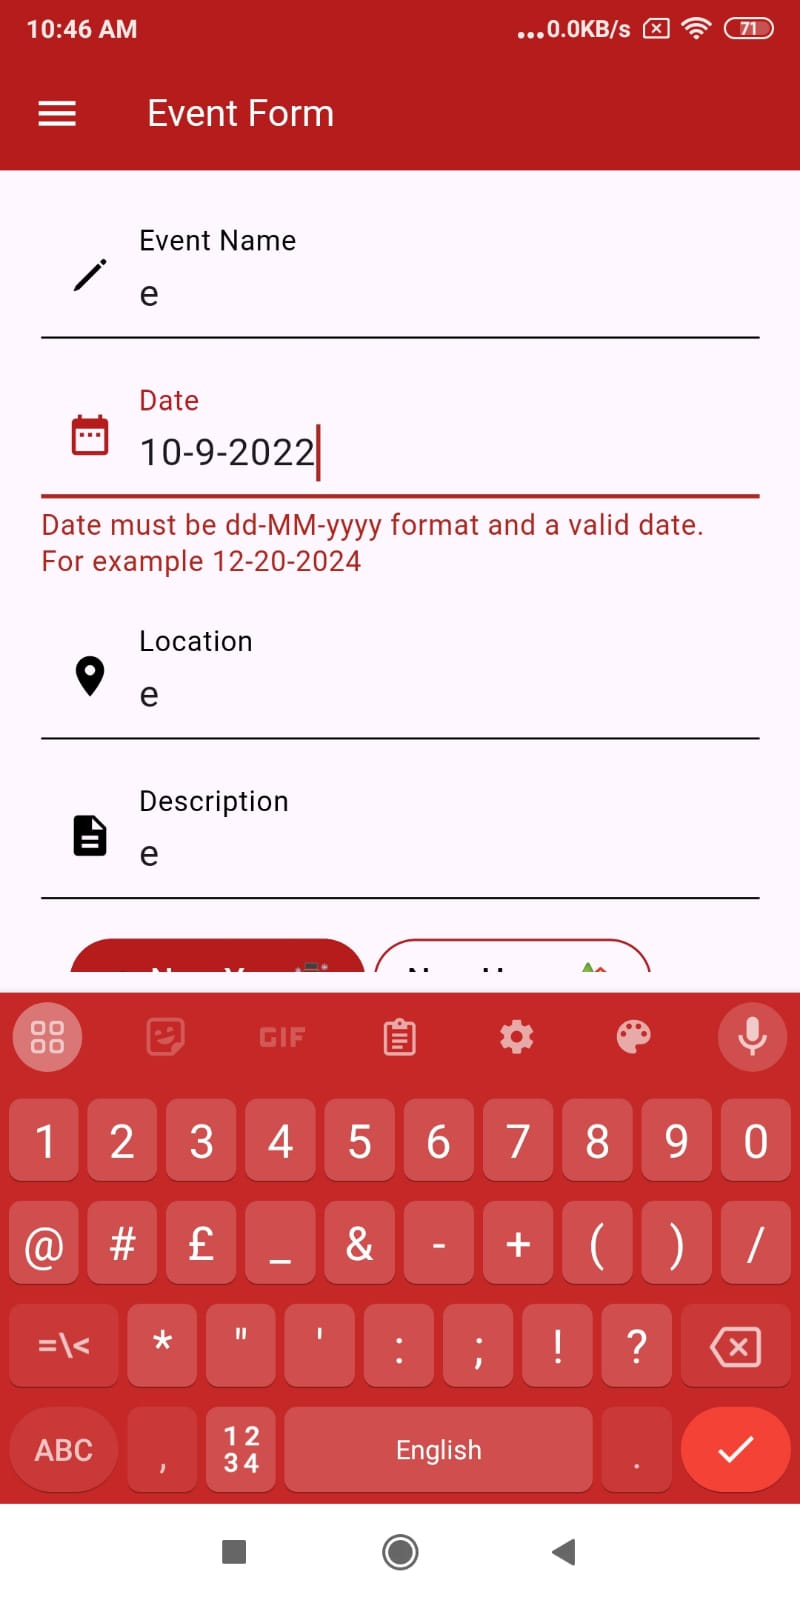 10:46 AM
...0.0KB/s
71
Event Form
Event Name
e
Date
10-9-2022
Date must be dd-MM-yyyy format and a valid date.
For example 12-20-2024
Location
e
Description
e
GIF
1 2 3 4 5 6 7 8 9 0
@ # £ _ & - + ( ) /
=\< * " ' : ; ! ?
ABC , 12 34 English .